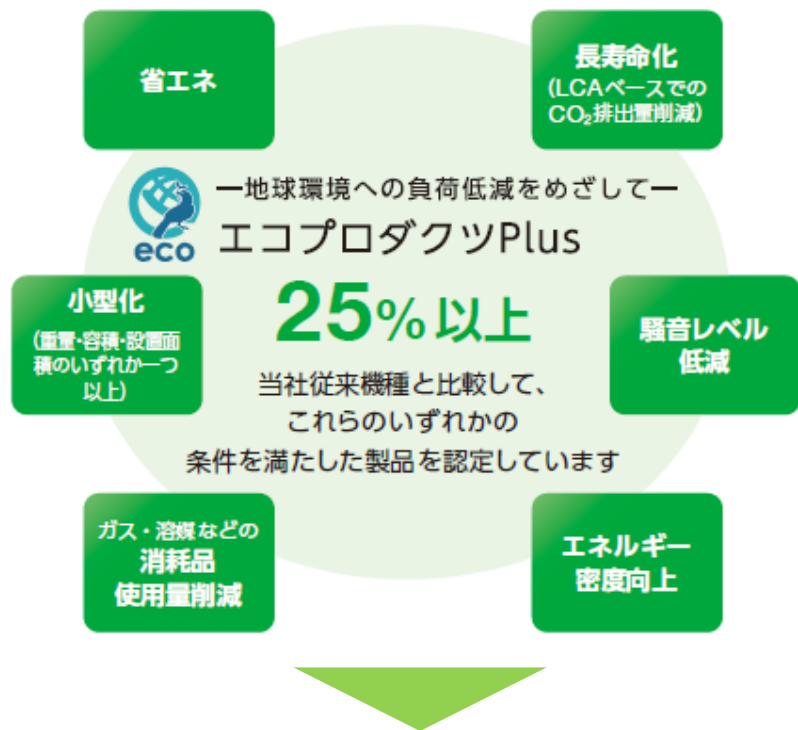 省エネ
長寿命化
(LCAベースでの
CO₂排出量削減)
eco
ー地球環境への負荷低減をめざしてー
エコプロダクツPlus
25%以上
当社従来機種と比較して、
これらのいずれかの
条件を満たした製品を認定しています
小型化
(重量・容積・設置面
積のいずれか一つ
以上)
騒音レベル
低減
ガス・溶媒などの
消耗品
使用量削減
エネルギー
密度向上